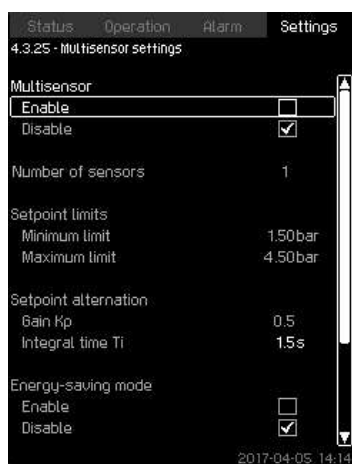 Status Operation Alarm Settings
4.3.25 - Multisensor settings
Multisensor
Enable
Disable
Number of sensors 1
Setpoint limits
Minimum limit 1.50bar
Maximum limit 4.50bar
Setpoint alternation
Gain Kp 0.5
Integral time Ti 1.5s
Energy-saving mode
Enable
Disable
2017-04-05 14:14